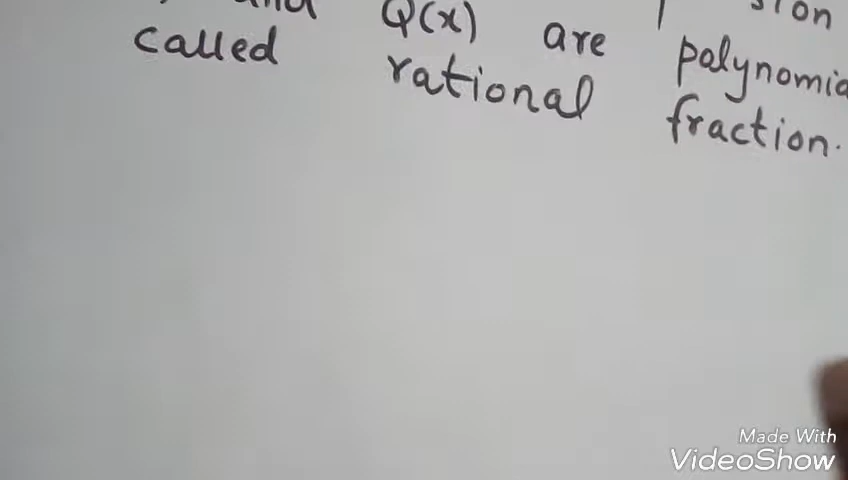 Q(x) are polynomia
called rational fraction.
Made With
VideoShow